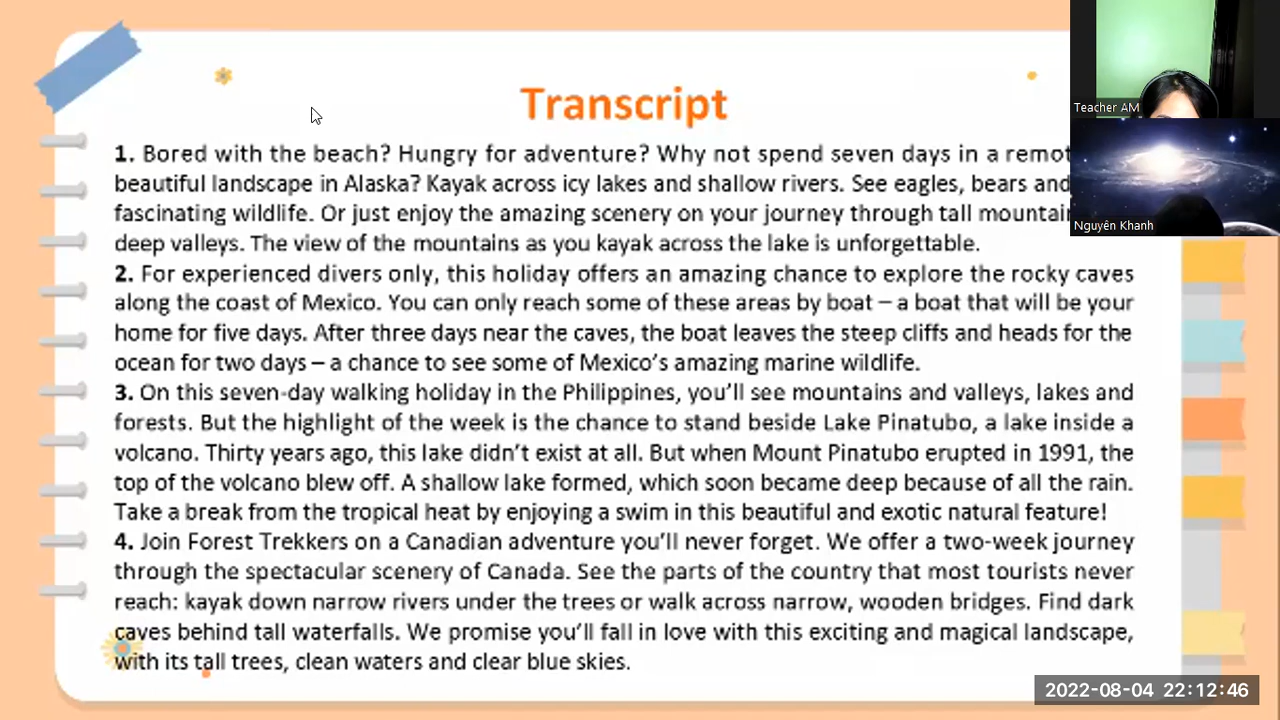 Transcript
1. Bored with the beach? Hungry for adventure? Why not spend seven days in a
beautiful landscape in Alaska? Kayak across icy lakes and shallow rivers. See eagles, bears and
fascinating wildlife. Or just enjoy the amazing scenery on your journey through tall
deep valleys. The view of the mountains as you kayak across the lake is unforgettable.
2. For experienced divers only, this holiday offers an amazing chance to explore the rocky caves
along the coast of Mexico. You can only reach some of these areas by boat – a boat that will be your
home for five days. After three days near the caves, the boat leaves the steep cliffs and heads for the
ocean for two days – a chance to see some of Mexico's amazing marine wildlife.
3. On this seven-day walking holiday in the Philippines, you'll see mountains and valleys, lakes and
forests. But the highlight of the week is the chance to stand beside Lake Pinatubo, a lake inside a
volcano. Thirty years ago, this lake didn't exist at all. But when Mount Pinatubo erupted in 1991, the
top of the volcano blew off. A shallow lake formed, which soon became deep because of all the rain.
Take a break from the tropical heat by enjoying a swim in this beautiful and exotic natural feature!
4. Join Forest Trekkers on a Canadian adventure you'll never forget. We offer a two-week journey
through the spectacular scenery of Canada. See the parts of the country that most tourists never
reach: kayak down narrow rivers under the trees or walk across narrow, wooden bridges. Find dark
caves behind tall waterfalls. We promise you'll fall in love with this exciting and magical landscape,
with its tall trees, clean waters and clear blue skies.
Teacher AM
Nguyên Khanh
2022-08-04 22:12:46